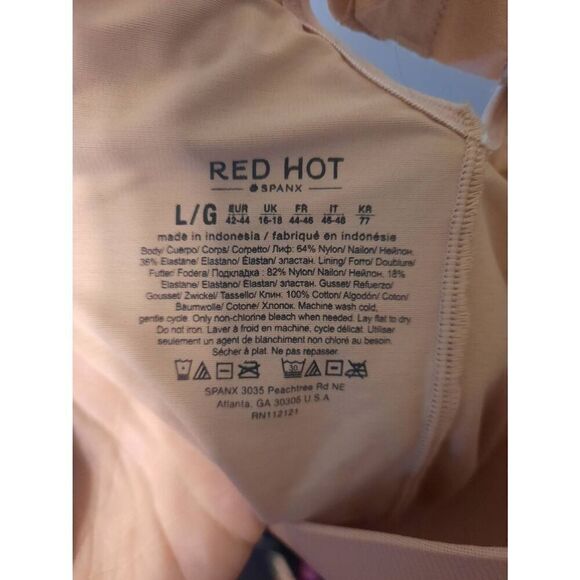 RED HOT
SPANX
L/G EUR 42-44 UK 16-18 FR 44-46 IT 46-48 KR 77
made in indonesia / fabriqué en indonésie
Body/ Cuerpo/ Corps/ Corpetto/ Лиф: 64% Nylon/ Nailon/ Нейлон.
36% Elastane/ Elastano/ Élastan/ эластан. Lining/ Forro/ Doublure/
Futter/ Fodera/ Подкладка : 82% Nylon/ Nailon/ Нейлон. 18%
Elastane/ Elastano/ Élastan/ эластан. Gusset/ Refuerzo/
Gousset/ Zwickel/ Tassello/ Клин: 100% Cotton/ Algodón/ Coton/
Baumwolle/ Cotone/ Хлопок. Machine wash cold,
gentle cycle. Only non-chlorine bleach when needed. Lay flat to dry.
Do not iron. Laver à froid en machine, cycle délicat. Utiliser
seulement un agent de blanchiment non chloré au besoin.
Sécher à plat. Ne pas repasser.
30
SPANX 3035 Peachtree Rd NE
Atlanta, GA 30305 U.S.A
RN112121